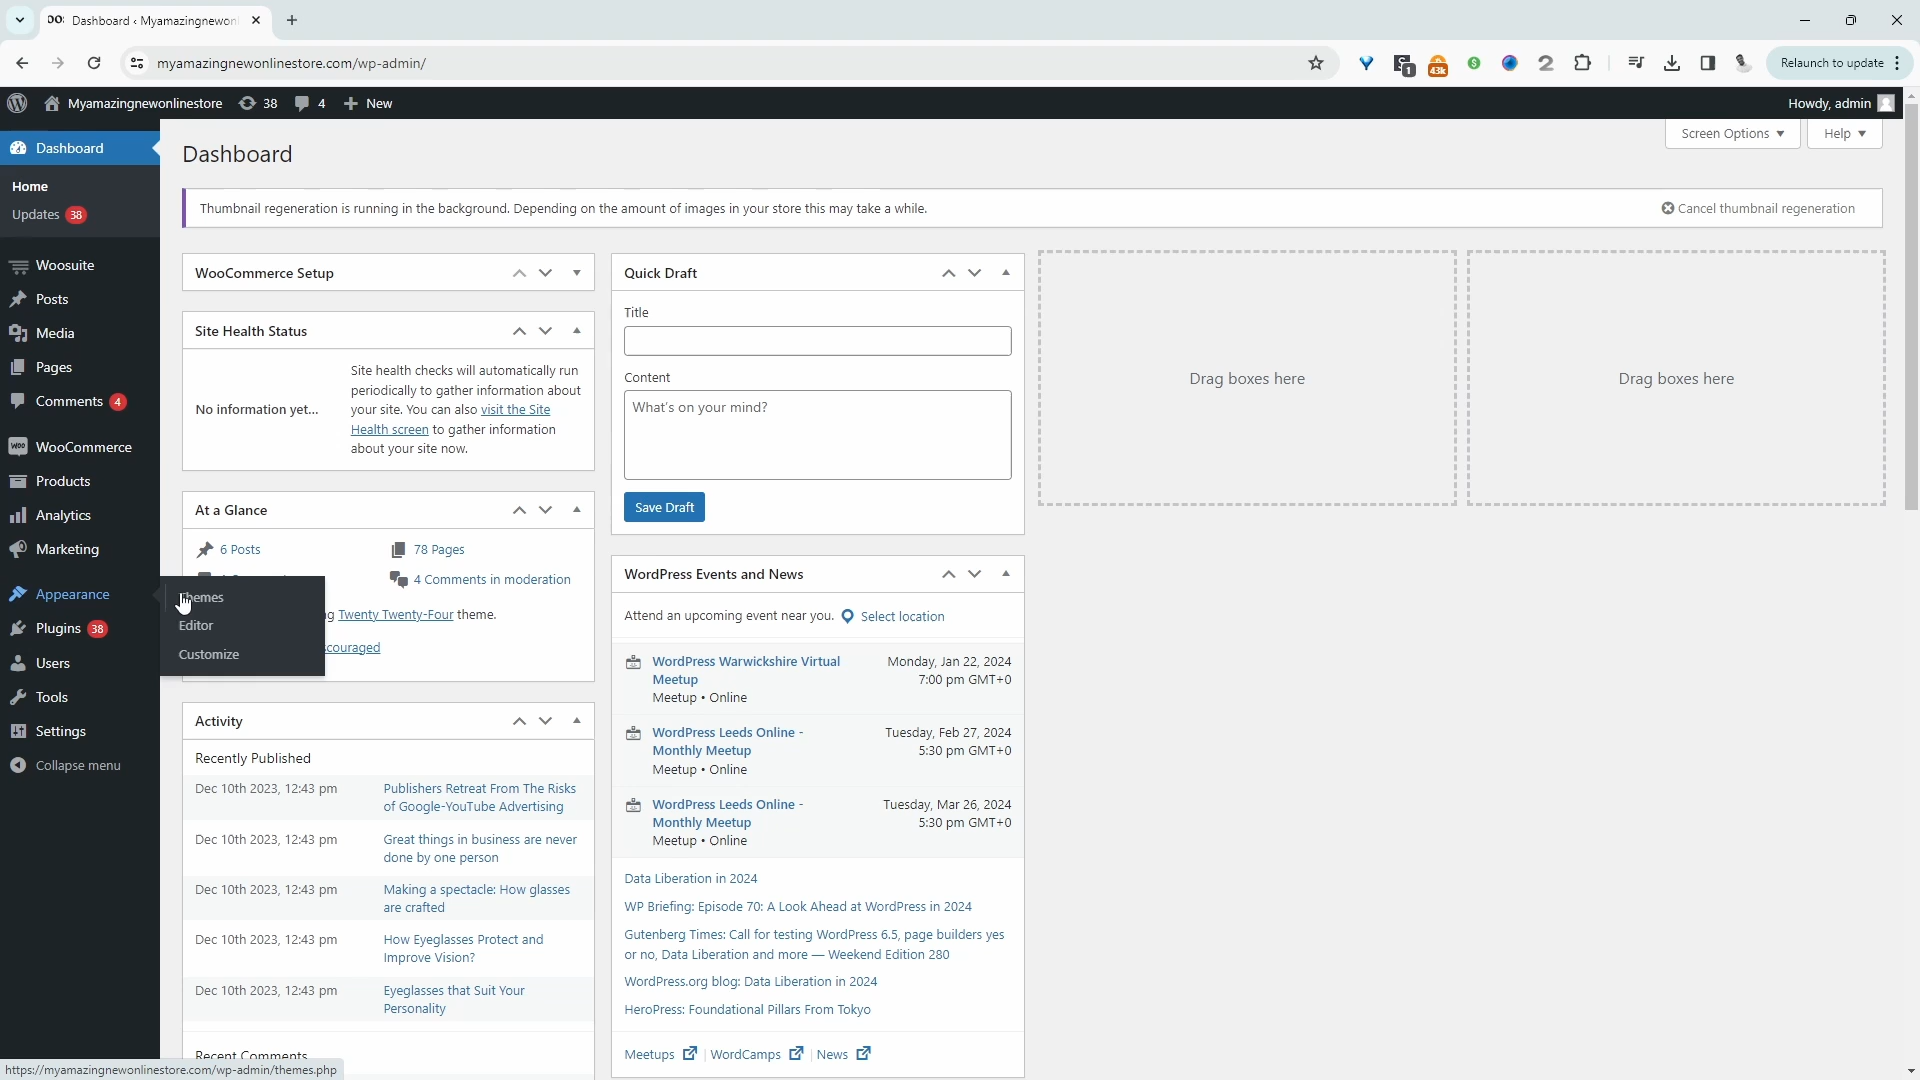 Dashboard ‹ Myamazingnewon
myamazingnewonlinestore.com/wp-admin/
1
43k
Relaunch to update
Myamazingnewonlinestore
38
4
New
Howdy, admin
Dashboard
Home
Updates 38
Woosuite
Posts
Media
Pages
Comments 4
WooCommerce
Products
Analytics
Marketing
Appearance
Plugins 38
Users
Tools
Settings
Collapse menu
Themes
Editor
Customize
Screen Options
Help
Dashboard
Thumbnail regeneration is running in the background. Depending on the amount of images in your store this may take a while.
Cancel thumbnail regeneration
WooCommerce Setup
Site Health Status
No information yet...
Site health checks will automatically run
periodically to gather information about
your site. You can also visit the Site
Health screen to gather information
about your site now.
At a Glance
6 Posts
78 Pages
4 Comments in moderation
Twenty Twenty-Four theme.
Activity
Recently Published
Dec 10th 2023, 12:43 pm
Publishers Retreat From The Risks
of Google-YouTube Advertising
Dec 10th 2023, 12:43 pm
Great things in business are never
done by one person
Dec 10th 2023, 12:43 pm
Making a spectacle: How glasses
are crafted
Dec 10th 2023, 12:43 pm
How Eyeglasses Protect and
Improve Vision?
Dec 10th 2023, 12:43 pm
Eyeglasses that Suit Your
Personality
Recent Comments
Quick Draft
Title
Content
What's on your mind?
Save Draft
WordPress Events and News
Attend an upcoming event near you. Select location
WordPress Warwickshire Virtual
Meetup
Meetup • Online
Monday, Jan 22, 2024
7:00 pm GMT+0
WordPress Leeds Online -
Monthly Meetup
Meetup • Online
Tuesday, Feb 27, 2024
5:30 pm GMT+0
WordPress Leeds Online -
Monthly Meetup
Meetup • Online
Tuesday, Mar 26, 2024
5:30 pm GMT+0
Data Liberation in 2024
WP Briefing: Episode 70: A Look Ahead at WordPress in 2024
Gutenberg Times: Call for testing WordPress 6.5, page builders yes
or no, Data Liberation and more — Weekend Edition 280
WordPress.org blog: Data Liberation in 2024
HeroPress: Foundational Pillars From Tokyo
Meetups
WordCamps
News
Drag boxes here
Drag boxes here
https://myamazingnewonlinestore.com/wp-admin/themes.php